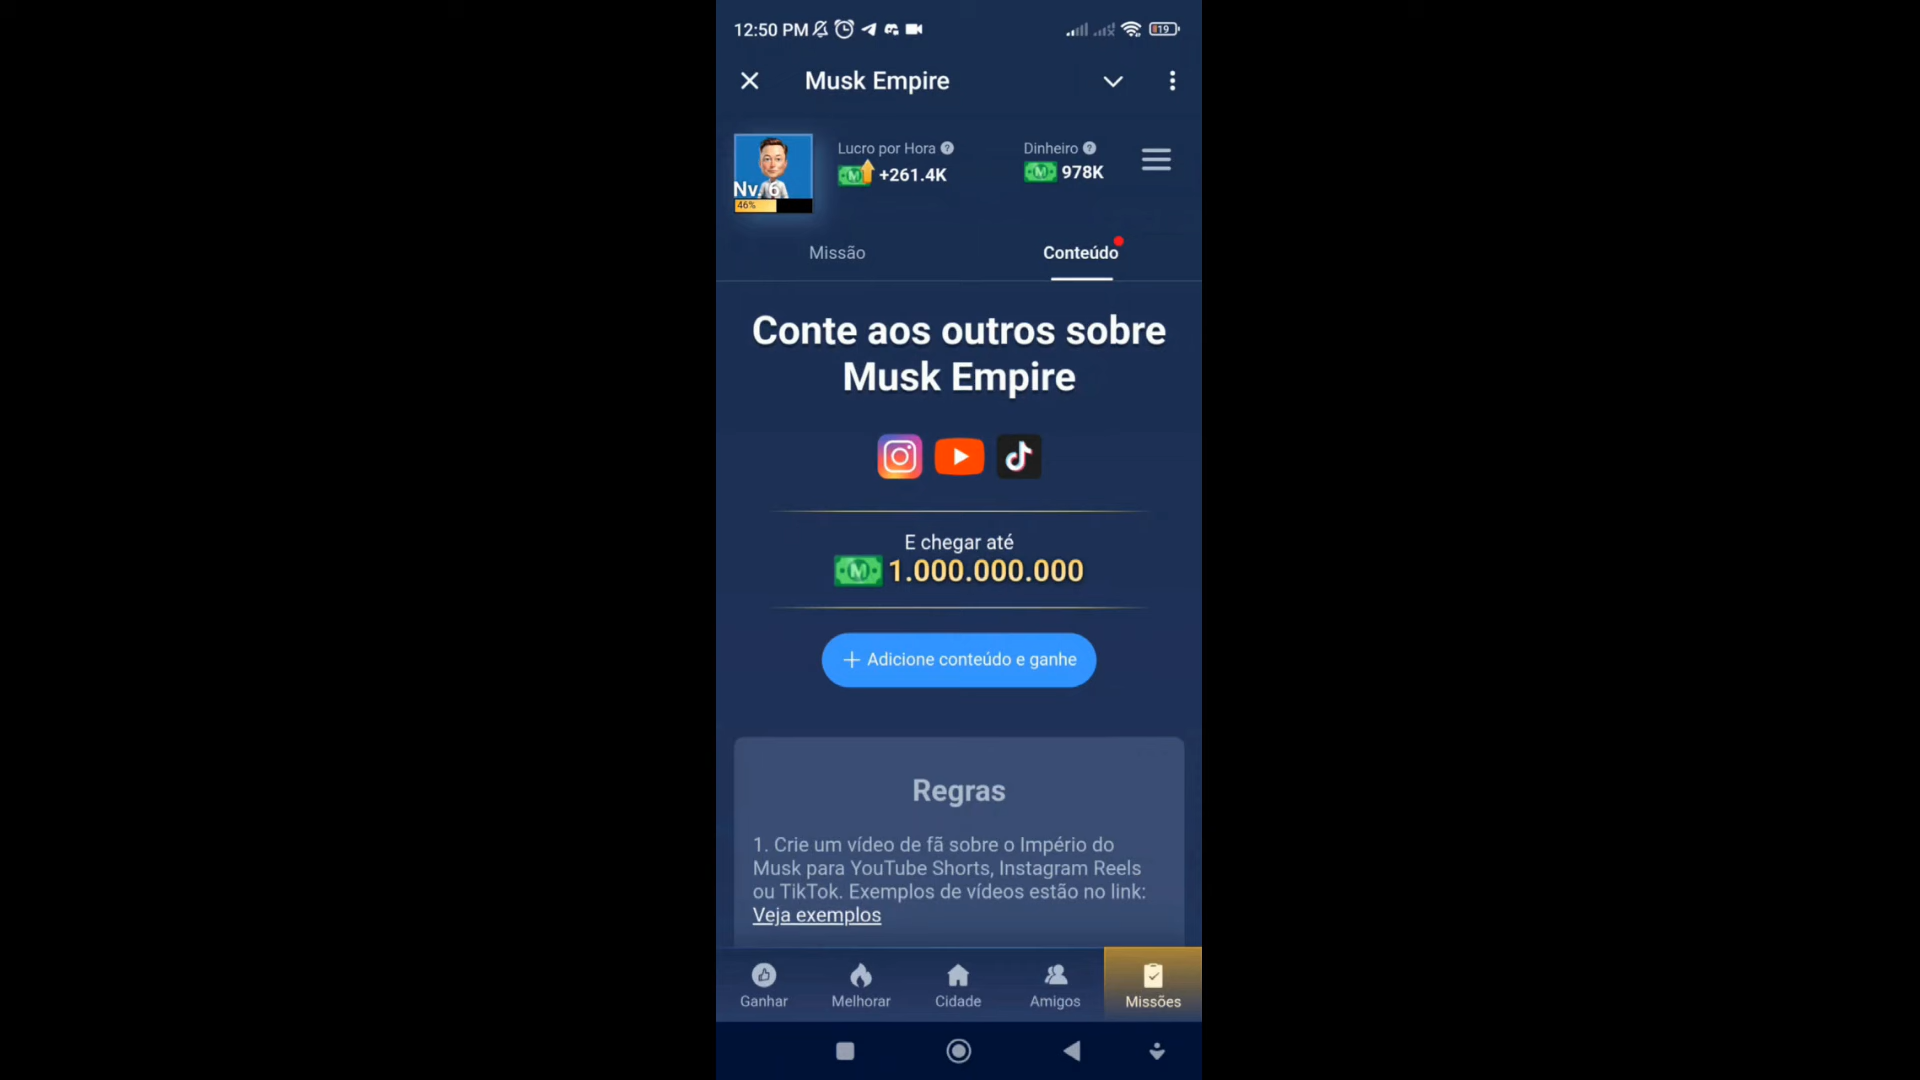 12:50 PM
19
Musk Empire
Lucro por Hora
+261.4K
Dinheiro
978K
Nv. 6
46%
Missão
Conteúdo
Conte aos outros sobre
Musk Empire
E chegar até
1.000.000.000
+ Adicione conteúdo e ganhe
Regras
1. Crie um vídeo de fã sobre o Império do
Musk para YouTube Shorts, Instagram Reels
ou TikTok. Exemplos de vídeos estão no link:
Veja exemplos
Ganhar
Melhorar
Cidade
Amigos
Missões